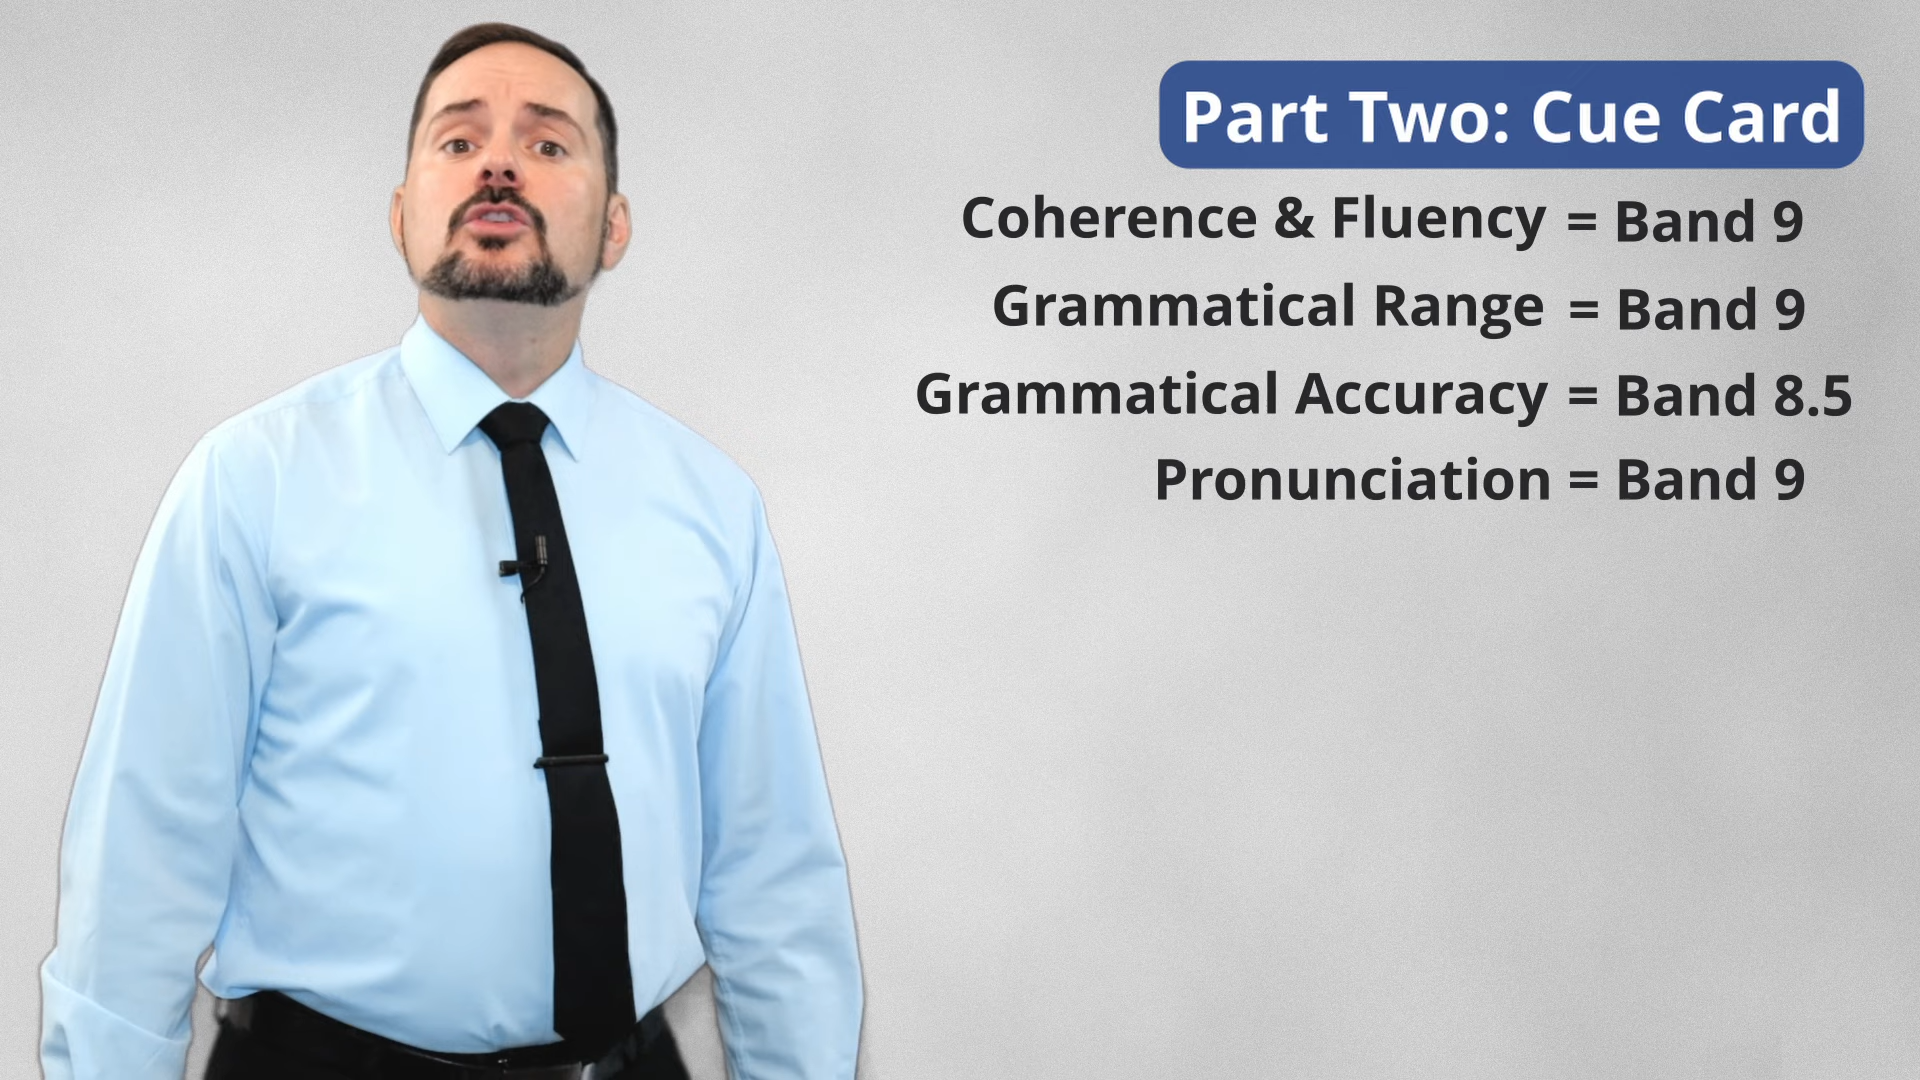 Part Two: Cue Card
Coherence & Fluency = Band 9
Grammatical Range = Band 9
Grammatical Accuracy = Band 8.5
Pronunciation = Band 9